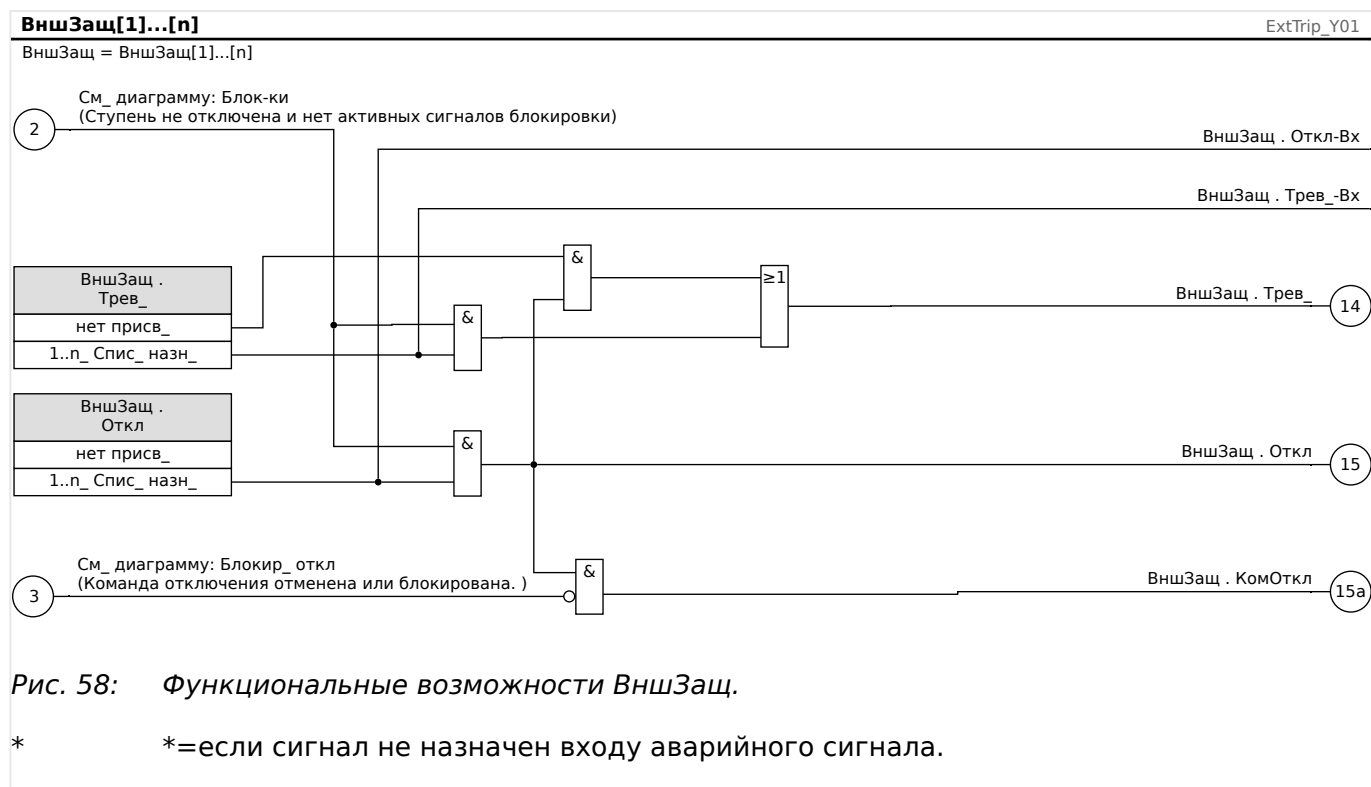 ВншЗащ[1]...[n]
ExtTrip_Y01
ВншЗащ = ВншЗащ[1]...[n]
См_ диаграмму: Блок-ки
(Ступень не отключена и нет активных сигналов блокировки)
2
ВншЗащ . Откл-Вх
ВншЗащ . Трев_-Вх
&
ВншЗащ .
Трев_
нет присв_
1..n_ Спис_ назн_
&
≥1
ВншЗащ . Трев_
14
ВншЗащ .
Откл
нет присв_
1..n_ Спис_ назн_
&
ВншЗащ . Откл
15
См_ диаграмму: Блокир_ откл
(Команда отключения отменена или блокирована. )
3
&
ВншЗащ . КомОткл
15a
Рис. 58: Функциональные возможности ВншЗащ.
* *=если сигнал не назначен входу аварийного сигнала.